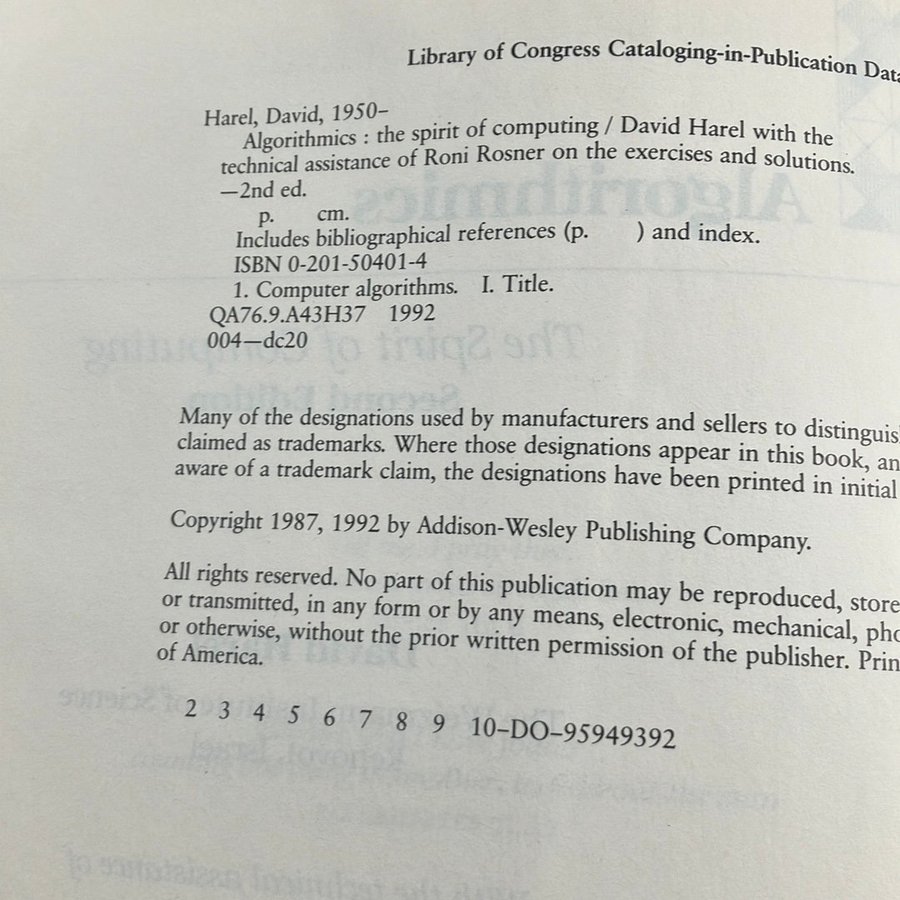 Library of Congress Cataloging-in-Publication Data
Harel, David, 1950–
Algorithmics : the spirit of computing / David Harel with the
technical assistance of Roni Rosner on the exercises and solutions.
—2nd ed.
p. cm.
Includes bibliographical references (p. ) and index.
ISBN 0-201-50401-4
1. Computer algorithms. I. Title.
QA76.9.A43H37 1992
004—dc20
Many of the designations used by manufacturers and sellers to distinguis
claimed as trademarks. Where those designations appear in this book, an
aware of a trademark claim, the designations have been printed in initial
Copyright 1987, 1992 by Addison-Wesley Publishing Company.
All rights reserved. No part of this publication may be reproduced, store
or transmitted, in any form or by any means, electronic, mechanical, pho
or otherwise, without the prior written permission of the publisher. Prin
of America.
2 3 4 5 6 7 8 9 10–DO–95949392
Algorithmics
The Spirit of Computing
Second Edition